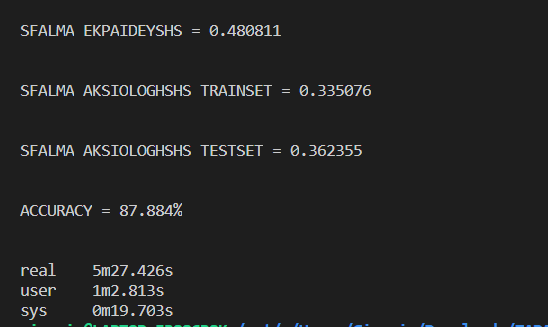 SFALMA EKPAIDEYSHS = 0.480811
SFALMA AKSIOLOGHSHS TRAINSET = 0.335076
SFALMA AKSIOLOGHSHS TESTSET = 0.362355
ACCURACY = 87.884%
real 5m27.426s
user 1m2.813s
sys 0m19.703s